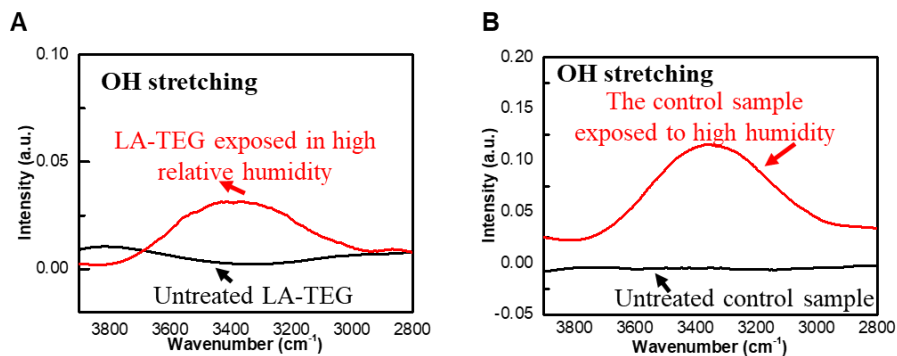 A
0.10
OH stretching
LA-TEG exposed in high
relative humidity
0.05
0.00
Untreated LA-TEG
Intensity (a.u.)
3800 3600 3400 3200 3000 2800
Wavenumber (cm⁻¹)
B
0.20
OH stretching
The control sample
exposed to high humidity
0.15
0.10
0.05
0.00
-0.05
Untreated control sample
Intensity (a.u.)
3800 3600 3400 3200 3000 2800
Wavenumber (cm⁻¹)